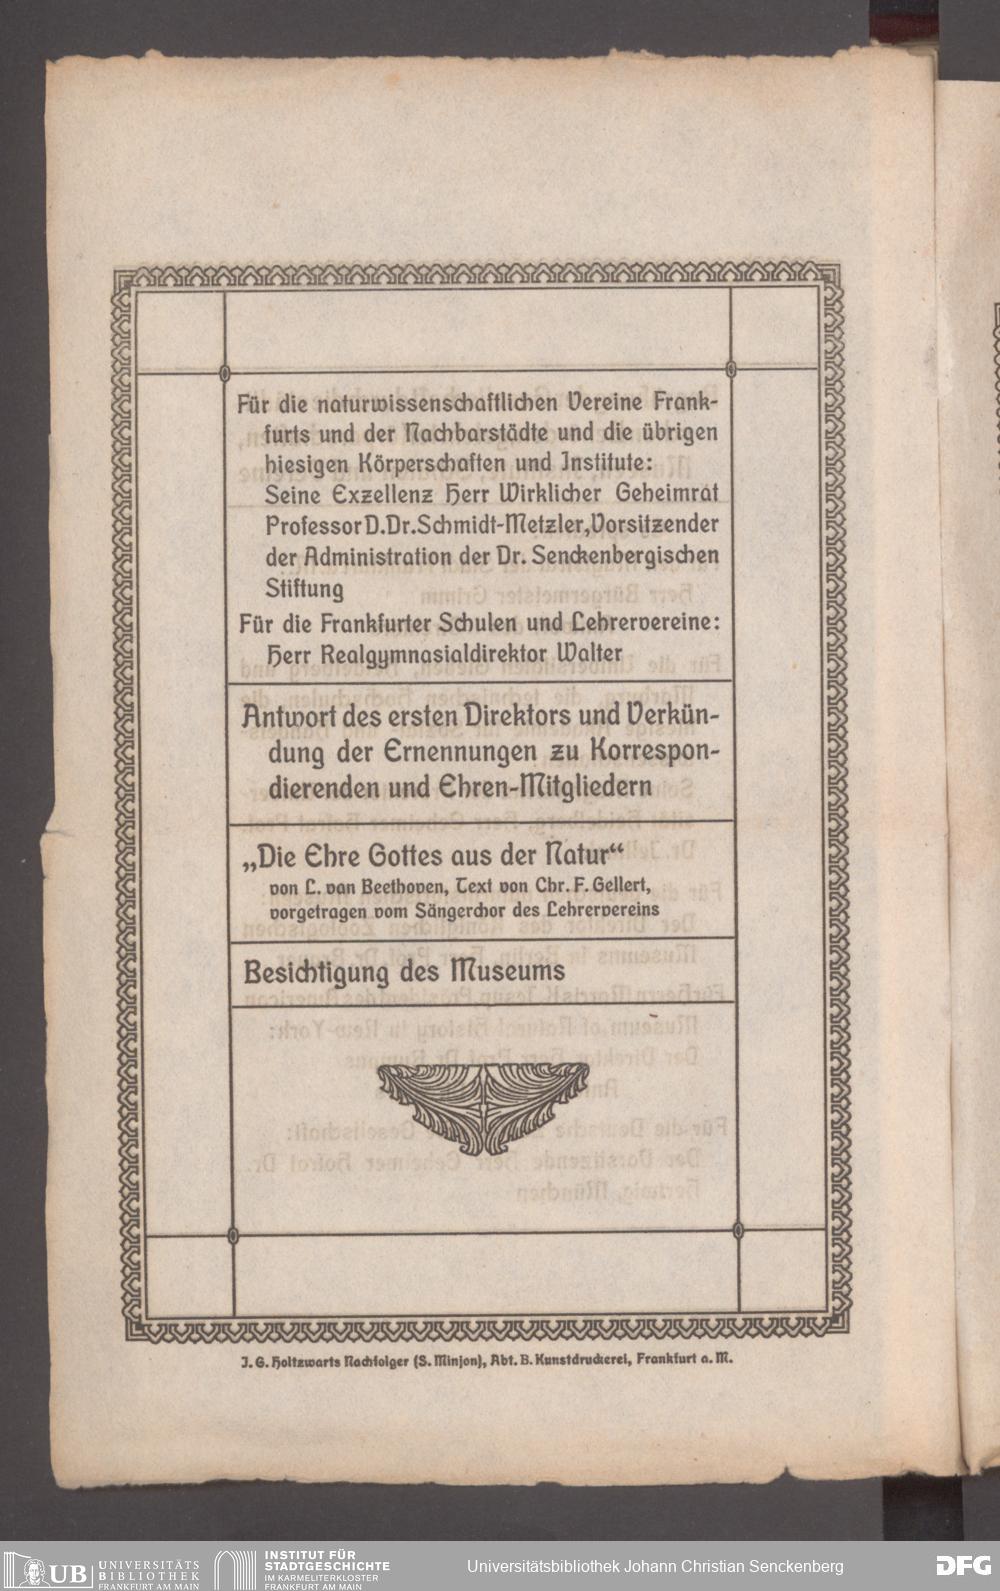 Für die naturwissenschaftlichen Vereine Frank-
furts und der Nachbarstädte und die übrigen
hiesigen Körperschaften und Institute:
Seine Exzellenz Herr Wirklicher Geheimrat
Professor D. Dr. Schmidt-Metzler, Vorsitzender
der Administration der Dr. Senckenbergischen
Stiftung
Für die Frankfurter Schulen und Lehrervereine:
Herr Realgymnasialdirektor Walter
Antwort des ersten Direktors und Verkün-
dung der Ernennungen zu Korrespon-
dierenden und Ehren-Mitgliedern
„Die Ehre Gottes aus der Natur“
von L. van Beethoven, Text von Chr. F. Gellert,
vorgetragen vom Sängerchor des Lehrervereins
Besichtigung des Museums
J. G. Holtzwarts Nachfolger (S. Minjon), Abt. B. Kunstdruckerei, Frankfurt a. M.
UB UNIVERSITÄTS
BIBLIOTHEK
FRANKFURT AM MAIN
INSTITUT FÜR
STADTGESCHICHTE
IM KARMELITERKLOSTER
FRANKFURT AM MAIN
Universitätsbibliothek Johann Christian Senckenberg
DFG